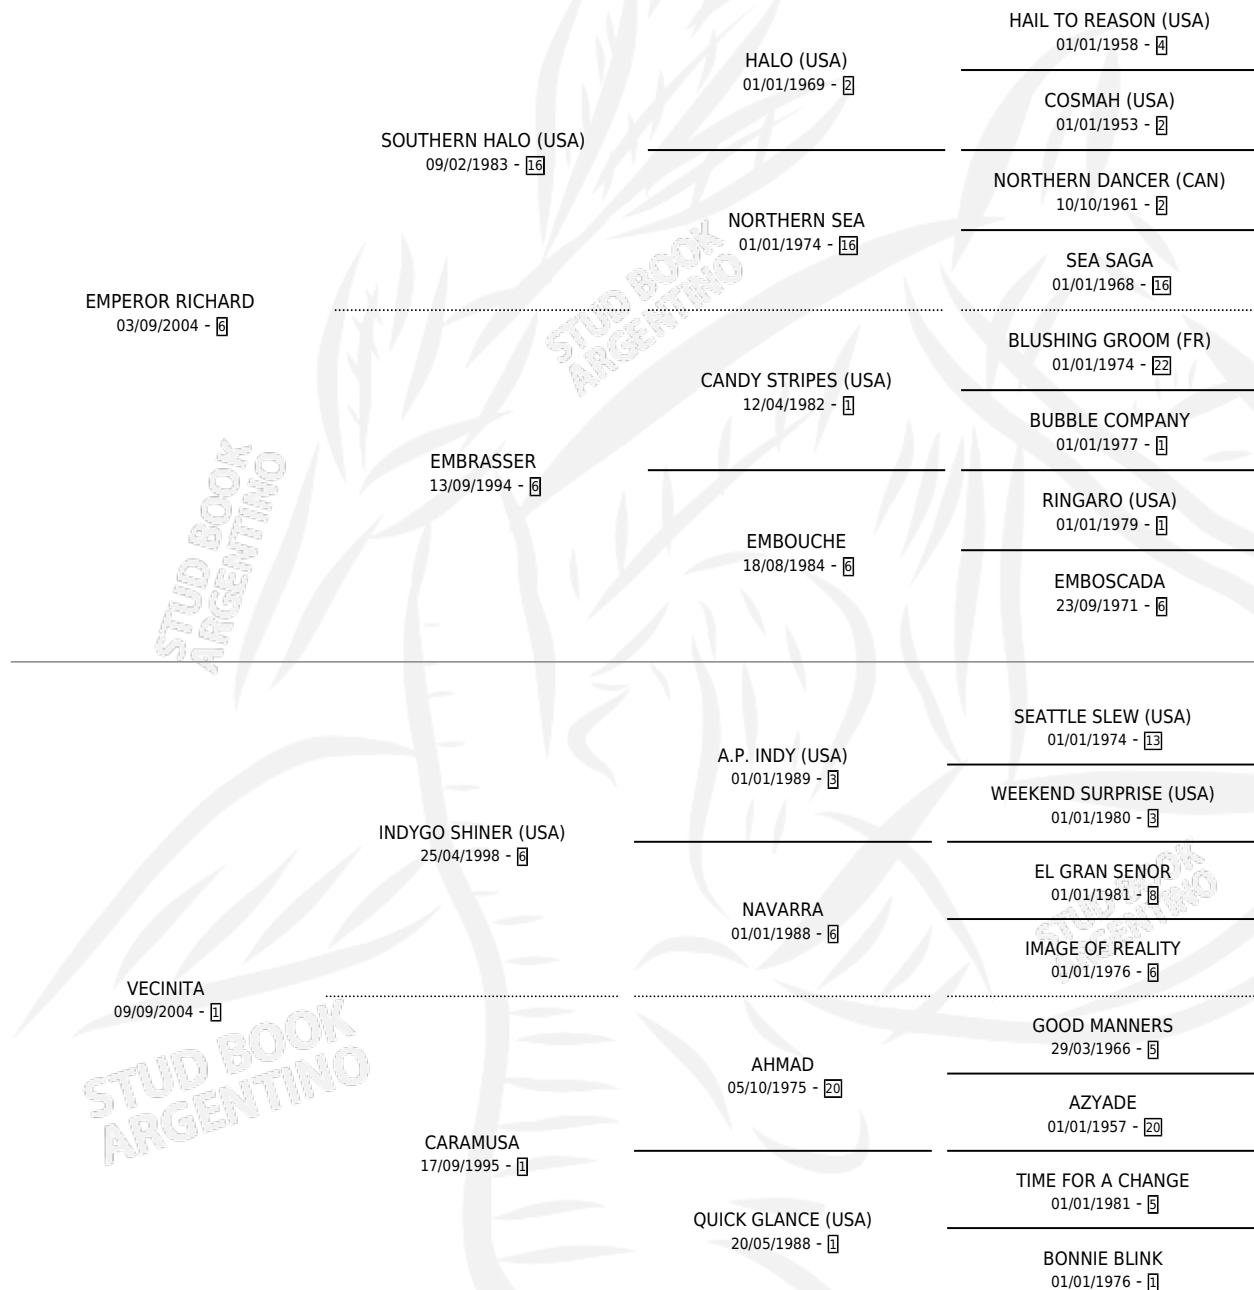 HAIL TO REASON (USA)
01/01/1958 - 4
HALO (USA)
01/01/1969 - 2
COSMAH (USA)
01/01/1953 - 2
SOUTHERN HALO (USA)
09/02/1983 - 16
NORTHERN DANCER (CAN)
10/10/1961 - 2
NORTHERN SEA
01/01/1974 - 16
SEA SAGA
01/01/1968 - 16
EMPEROR RICHARD
03/09/2004 - 6
STUD BOOK
ARGENTINO
BLUSHING GROOM (FR)
01/01/1974 - 22
CANDY STRIPES (USA)
12/04/1982 - 1
BUBBLE COMPANY
01/01/1977 - 1
EMBRASSER
13/09/1994 - 6
RINGARO (USA)
01/01/1979 - 1
EMBOUCHE
18/08/1984 - 6
EMBOSCADA
23/09/1971 - 6
STUD BOOK
ARGENTINO
SEATTLE SLEW (USA)
01/01/1974 - 13
A.P. INDY (USA)
01/01/1989 - 3
WEEKEND SURPRISE (USA)
01/01/1980 - 3
INDYGO SHINER (USA)
25/04/1998 - 6
EL GRAN SENOR
01/01/1981 - 8
STUD BOOK
ARGENTINO
NAVARRA
01/01/1988 - 6
IMAGE OF REALITY
01/01/1976 - 6
VECINITA
09/09/2004 - 1
STUD BOOK
ARGENTINO
GOOD MANNERS
29/03/1966 - 5
AHMAD
05/10/1975 - 20
AZYADE
01/01/1957 - 20
CARAMUSA
17/09/1995 - 1
TIME FOR A CHANGE
01/01/1981 - 5
QUICK GLANCE (USA)
20/05/1988 - 1
BONNIE BLINK
01/01/1976 - 1